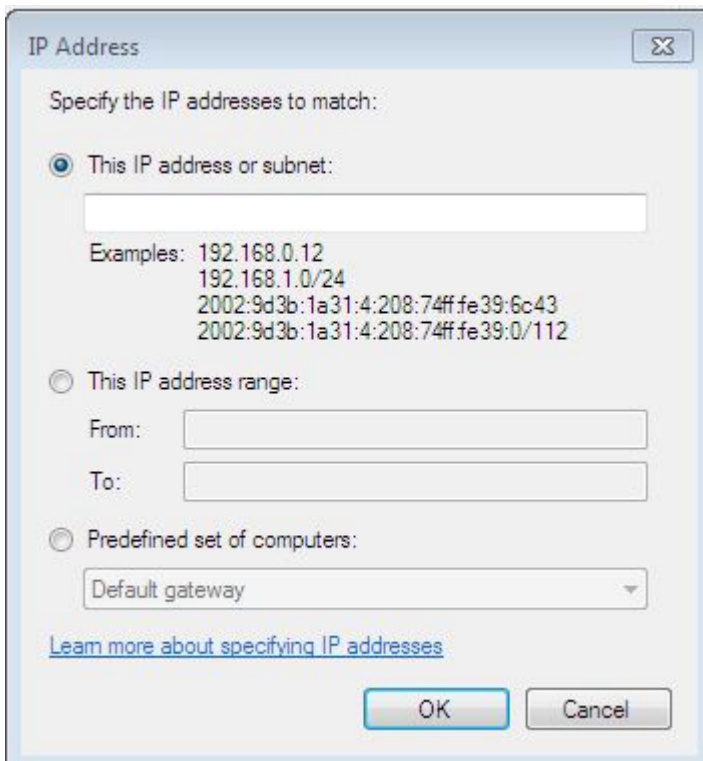 IP Address
Specify the IP addresses to match:
This IP address or subnet:
Examples: 192.168.0.12
192.168.1.0/24
2002:9d3b:1a31:4:208:74ff:fe39:6c43
2002:9d3b:1a31:4:208:74ff:fe39:0/112
This IP address range:
From:
To:
Predefined set of computers:
Default gateway
Learn more about specifying IP addresses
OK Cancel